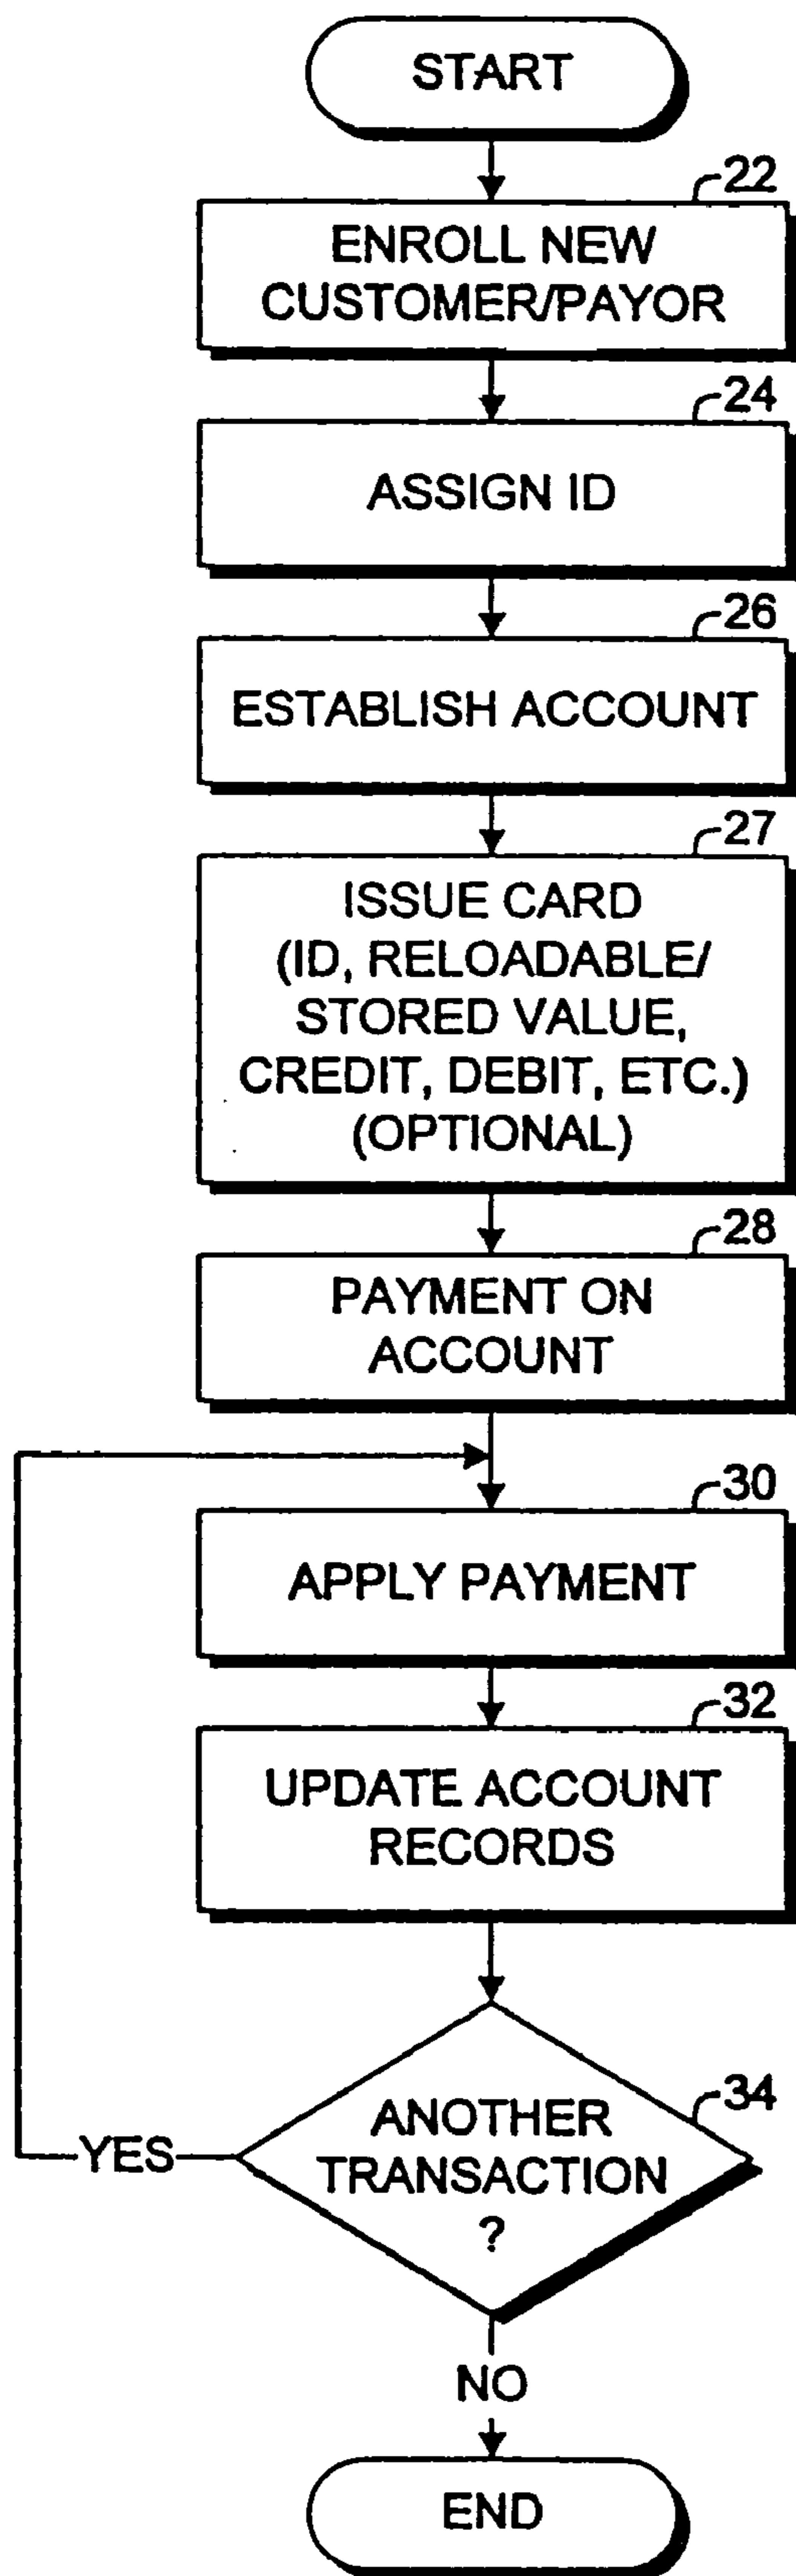 START
22
ENROLL NEW
CUSTOMER/PAYOR
24
ASSIGN ID
26
ESTABLISH ACCOUNT
27
ISSUE CARD
(ID, RELOADABLE/
STORED VALUE,
CREDIT, DEBIT, ETC.)
(OPTIONAL)
28
PAYMENT ON
ACCOUNT
30
APPLY PAYMENT
32
UPDATE ACCOUNT
RECORDS
34
ANOTHER
TRANSACTION
?
YES
NO
END